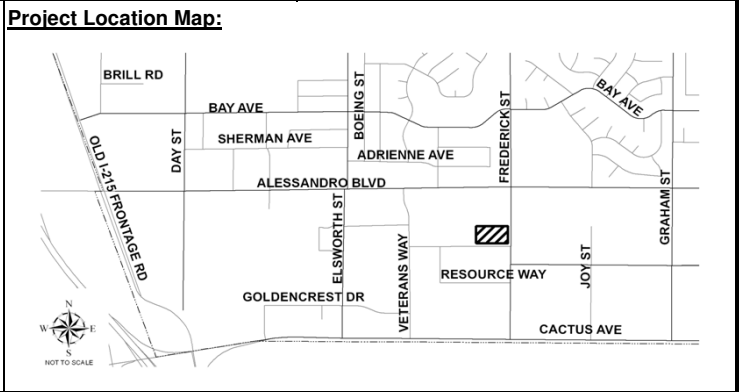 Project Location Map:
BRILL RD
BAY AVE
BOEING ST
FREDERICK ST
BAY AVE
OLD I-215 FRONTAGE RD
DAY ST
SHERMAN AVE
ADRIENNE AVE
ALESSANDRO BLVD
GRAHAM ST
ELSWORTH ST
VETERANS WAY
JOY ST
RESOURCE WAY
GOLDENCREST DR
CACTUS AVE
N
W E
S
NOT TO SCALE